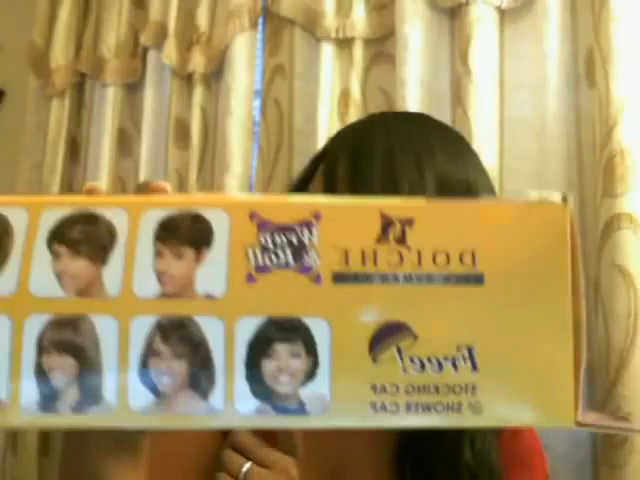 DOLCHE
Wrap
& Roll
Free!
STOCKING CAP
& SHOWER CAP